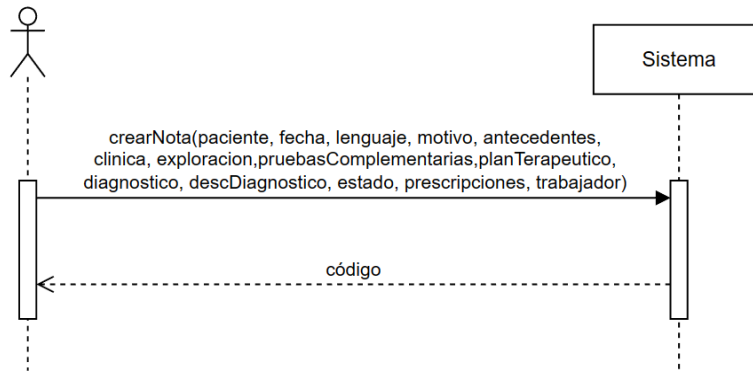 Sistema
crearNota(paciente, fecha, lenguaje, motivo, antecedentes,
clinica, exploracion,pruebasComplementarias,planTerapeutico,
diagnostico, descDiagnostico, estado, prescripciones, trabajador)
código